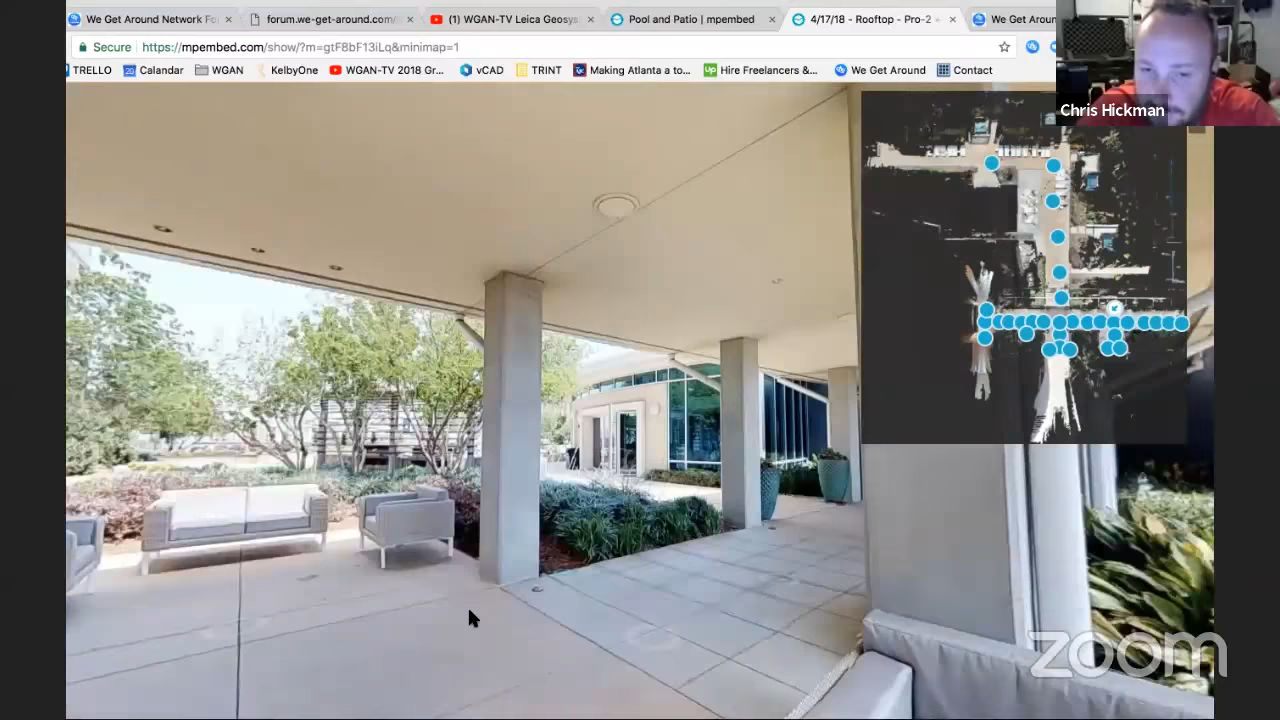 We Get Around Network Fo
forum.we-get-around.com/
(1) WGAN-TV Leica Geosys
Pool and Patio | mpembed
4/17/18 - Rooftop - Pro-2 +
We Get Aroun
Secure
https://mpembed.com/show/?m=gtF8bF13iLq&minimap=1
TRELLO
20 Calandar
WGAN
KelbyOne
WGAN-TV 2018 Gr...
vCAD
TRINT
Making Atlanta a to...
Up Hire Freelancers &...
We Get Around
Contact
Chris Hickman
zoom